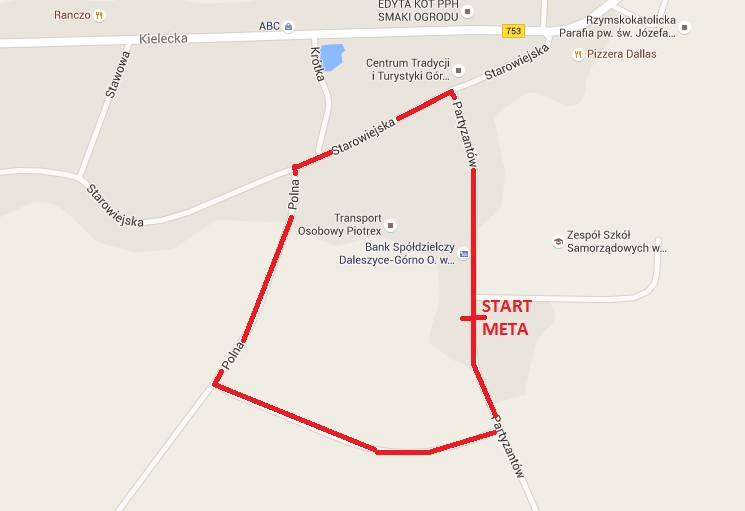 EDYTA KOT PPH
SMAKI OGRODU
Ranczo
ABC
Kielecka
753
Rzymskokatolicka
Parafia pw. św. Józefa...
Pizzera Dallas
Stawowa
Krótka
Centrum Tradycji
i Turystyki Gór...
Starowiejska
Starowiejska
Partyzantów
Starowiejska
Polna
Transport
Osobowy Piotrex
Bank Spółdzielczy
Daleszyce-Górno O. w...
Zespół Szkół
Samorządowych w...
START
META
Polna
Partyzantów